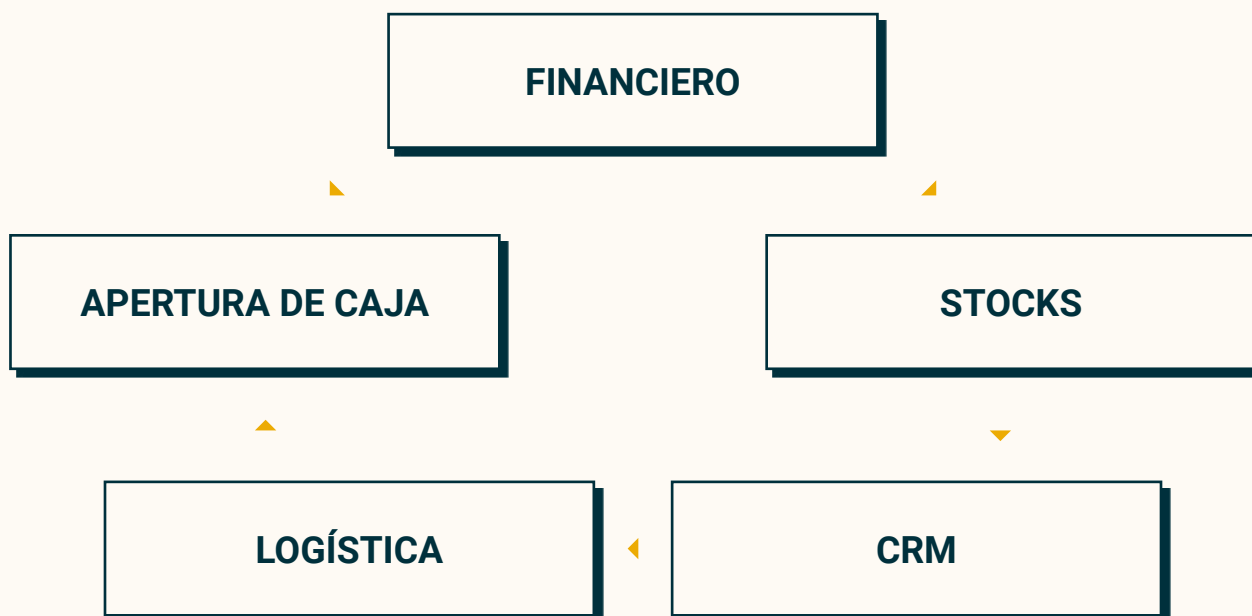 FINANCIERO
APERTURA DE CAJA
STOCKS
LOGÍSTICA
CRM